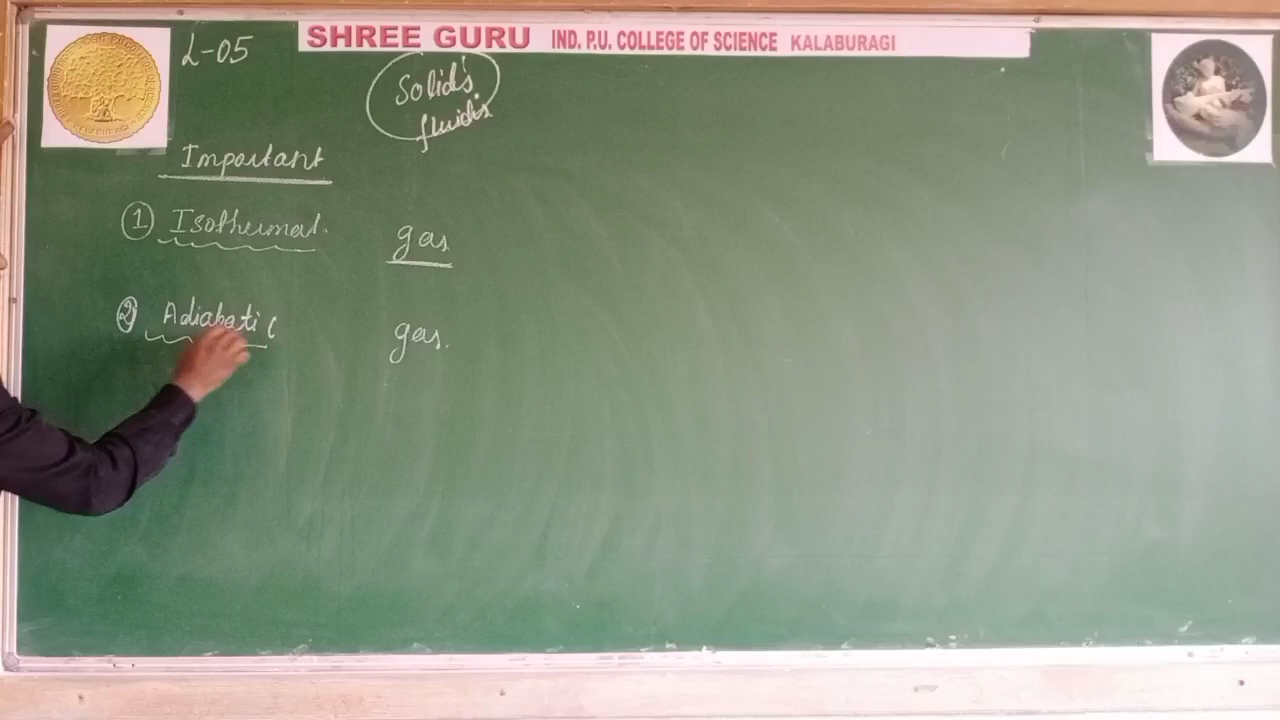 SHREE GURU IND. P.U. COLLEGE OF SCIENCE KALABURAGI
L-05
Solids
fluids
Important
① Isothermal. gas
② Adiabatic gas.